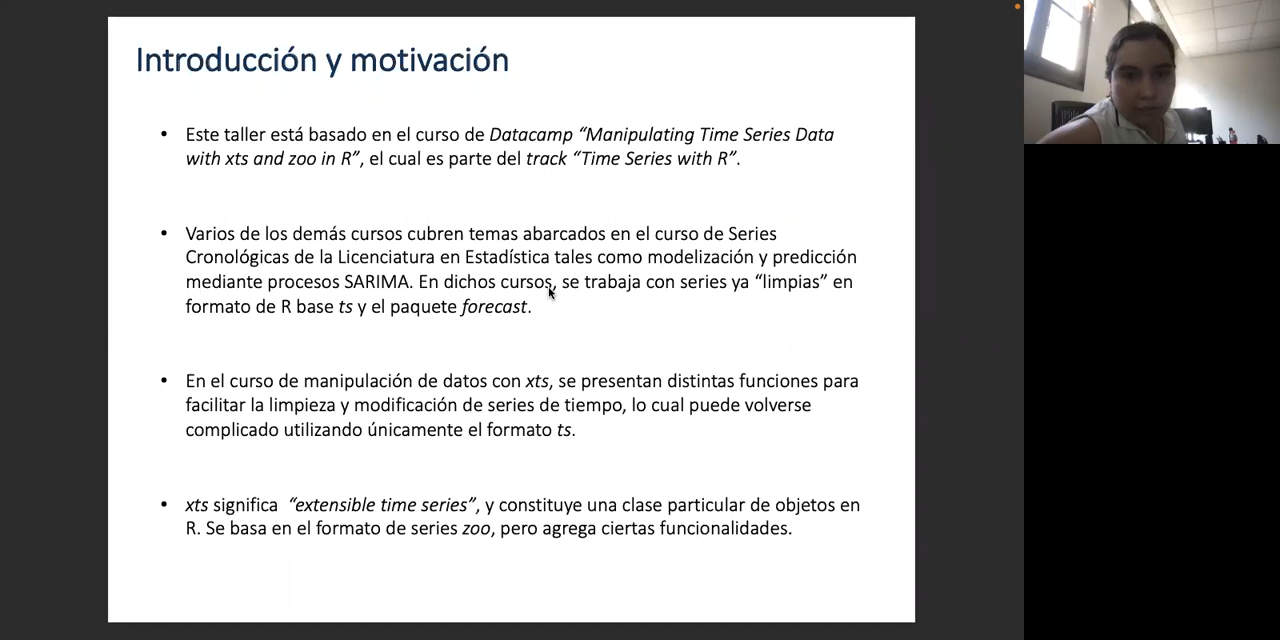 Introducción y motivación
• Este taller está basado en el curso de Datacamp “Manipulating Time Series Data
with xts and zoo in R”, el cual es parte del track “Time Series with R”.
• Varios de los demás cursos cubren temas abarcados en el curso de Series
Cronológicas de la Licenciatura en Estadística tales como modelización y predicción
mediante procesos SARIMA. En dichos cursos, se trabaja con series ya “limpias” en
formato de R base ts y el paquete forecast.
• En el curso de manipulación de datos con xts, se presentan distintas funciones para
facilitar la limpieza y modificación de series de tiempo, lo cual puede volverse
complicado utilizando únicamente el formato ts.
• xts significa “extensible time series”, y constituye una clase particular de objetos en
R. Se basa en el formato de series zoo, pero agrega ciertas funcionalidades.